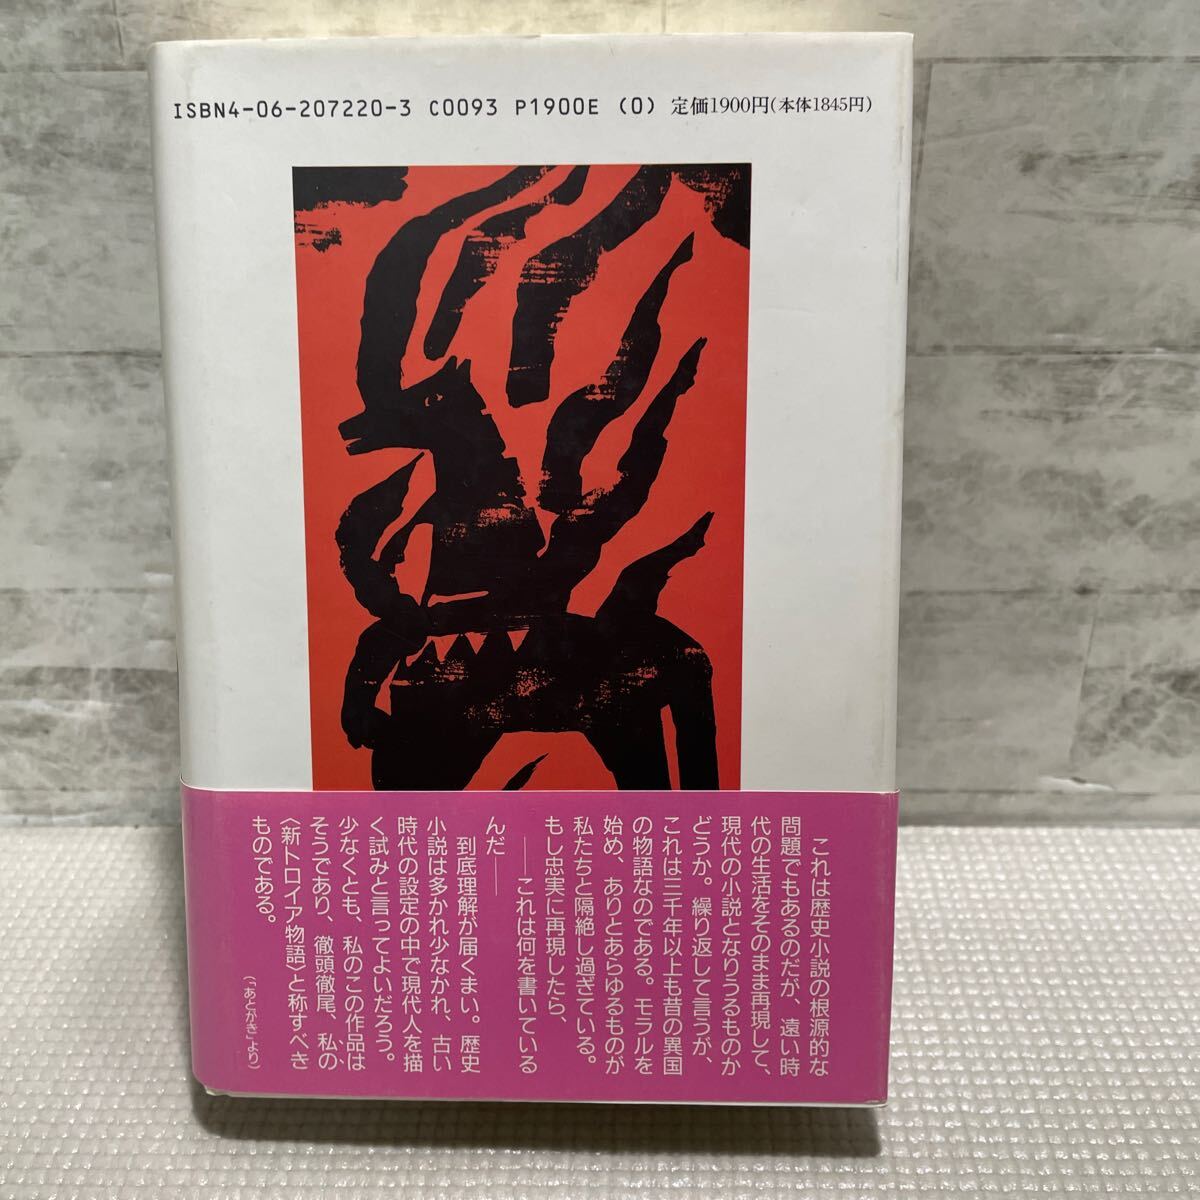 ISBN4-06-207220-3 C0093 P1900E (0) 定価1900円(本体1845円)
これは歴史小説の根源的な
問題でもあるのだが、遠い時
代の生活をそのまま再現して、
現代の小説となりうるものか
どうか。繰り返して言うが、
これは三千年以上も昔の異国
の物語なのである。モラルを
始め、ありとあらゆるものが
私たちと隔絶し過ぎている。
もし忠実に再現したら、
――これは何を書いている
んだ――
到底理解が届くまい。歴史
小説は多かれ少なかれ、古い
時代の設定の中で現代人を描
く試みと言ってよいだろう。
少なくとも、私のこの作品は
そうであり、徹頭徹尾、私の
〈新トロイア物語〉と称すべき
ものである。
(「あとがき」より)